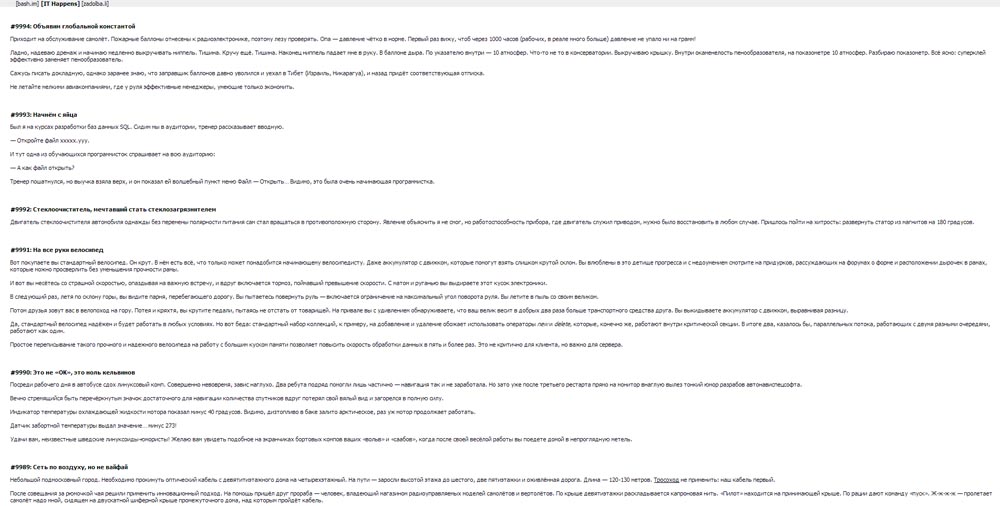 [bash.im] [IT Happens] [zadolba.li]
#9994: Объявим глобальной константой
Приходит на обслуживание самолёт. Пожарные баллоны относятся к радиоэлектронике, поэтому лезу проверять. Опа — давление чётко в норме. Первый раз вижу, чтоб через 1000 часов (рабочих, в реале много больше) давление не упало ни на грамм!
Ладно, надеваю дренаж и начинаю медленно выкручивать ниппель. Тишина. Кручу ещё. Тишина. Наконец ниппель падает мне в руку. В баллоне дыра. По указателю внутри — 10 атмосфер. Что-то не то в консерватории. Выкручиваю крышку. Внутри окаменелость пенообразователя, на показометре 10 атмосфер. Разбираю показометр. Всё ясно: суперклей
эффективно заменяет пенообразователь.
Сажусь писать докладную, однако заранее знаю, что заправщик баллонов давно уволился и уехал в Тибет (Израиль, Никарагуа), и назад придёт соответствующая отписка.
Не летайте мелкими авиакомпаниями, где у руля эффективные менеджеры, умеющие только экономить.
#9993: Начнём с яйца
Был я на курсах разработки баз данных SQL. Сидим мы в аудитории, тренер рассказывает вводную.
— Откройте файл xxxxx.yyy.
И тут одна из обучающихся программисток спрашивает на всю аудиторию:
— А как файл открыть?
Тренер пошатнулся, но выучка взяла верх, и он показал ей волшебный пункт меню Файл — Открыть… Видимо, это была очень начинающая программистка.
#9992: Стеклоочиститель, мечтавший стать стеклозагрязнителем
Двигатель стеклоочистителя автомобиля однажды без перемены полярности питания сам стал вращаться в противоположную сторону. Явление объяснить я не смог, но работоспособность прибора, где двигатель служил приводом, нужно было восстановить в любом случае. Пришлось пойти на хитрость: развернуть статор из магнитов на 180 градусов.
#9991: На все руки велосипед
Вот покупаете вы стандартный велосипед. Он крут. В нём есть всё, что только может понадобится начинающему велосипедисту. Даже аккумулятор с движком, которые помогут взять слишком крутой склон. Вы влюблены в это детище прогресса и с недоумением смотрите на придурков, рассуждающих на форумах о форме и расположении дырочек в рамах,
которые можно просверлить без уменьшения прочности рамы.
И вот вы несётесь со страшной скоростью, опаздывая на важную встречу, и вдруг включается тормоз, поймавший превышение скорости. С матом и руганью вы выдираете этот кусок электроники.
В следующий раз, летя по склону горы, вы видите парня, перебегающего дорогу. Вы пытаетесь повернуть руль — включается ограничение на максимальный угол поворота руля. Вы летите в пыль со своим великом.
Потом друзья зовут вас в велопоход на гору. Потея и кряхтя, вы крутите педали, пытаясь не отстать от товарищей. На привале вы с удивлением обнаруживаете, что ваш велик весит в добрых два раза больше транспортного средства друга. Вы выкидываете аккумулятор с движком, выравнивая разницу.
Да, стандартный велосипед надёжен и будет работать в любых условиях. Но вот беда: стандартный набор коллекций, к примеру, на добавление и удаление обожает использовать операторы new и delete, которые, конечно же, работают внутри критической секции. В итоге два, казалось бы, параллельных потока, работающих с двумя разными очередями,
работают как один.
Простое переписывание такого прочного и надежного велосипеда на работу с большим куском памяти позволяет повысить скорость обработки данных в пять и более раз. Это не критично для клиента, но важно для сервера.
#9990: Это не «ОК», это ноль кельвинов
Посреди рабочего дня в автобусе сдох линуксовый комп. Совершенно невовремя, завис наглухо. Два ребута подряд помогли лишь частично — навигация так и не заработала. Но зато уже после третьего рестарта прямо на монитор внаглую вылез тонкий юмор разрабов автонависпецсофта.
Вечно стремящийся быть перечёркнутым значок достаточного для навигации количества спутников вдруг потерял свой вялый вид и загорелся в полную силу.
Индикатор температуры охлаждающей жидкости мотора показал минус 40 градусов. Видимо, дизтопливо в баке залито арктическое, раз уж мотор продолжает работать.
Датчик забортной температуры выдал значение…минус 273!
Удачи вам, неизвестные шведские линуксоиды-юмористы! Желаю вам увидеть подобное на экранчиках бортовых компов ваших «вольв» и «саабов», когда после своей весёлой работы вы поедете домой в непроглядную метель.
#9989: Сеть по воздуху, но не вайфай
Небольшой подмосковный город. Необходимо прокинуть оптический кабель с девятиэтажного дома на четырехэтажный. На пути — заросли высотой этажа до шестого, две пятиэтажки и оживлённая дорога. Длина — 120-130 метров. Тросоход не применить: наш кабель первый.
После совещания за рюмочкой чая решили применить инновационный подход. На помощь пришёл друг прораба — человек, владеющий магазином радиоуправляемых моделей самолётов и вертолётов. По крыше девятиэтажки раскладывается капроновая нить. «Пилот» находится на принимающей крыше. По рации дают команду «пуск». Ж-ж-ж-ж — пролетает
самолёт над мной, сидящем на двускатной шиферной крыше промежуточного дома, над которым пройдёт кабель.